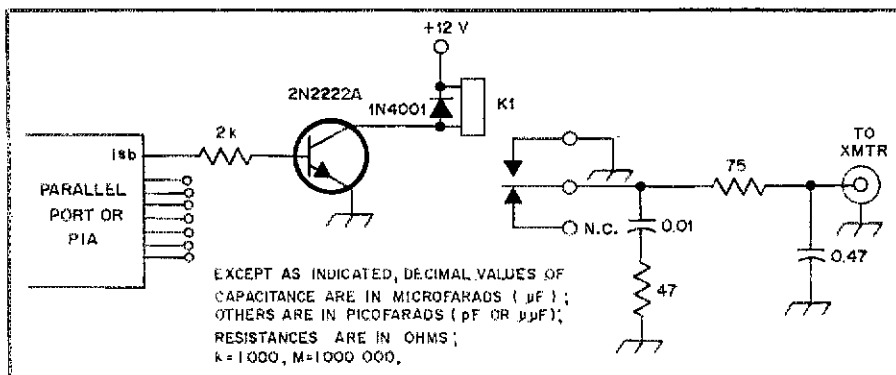 +12 V
2N2222A
1N4001
K1
2k
lsb
PARALLEL
PORT OR
PIA
TO
XMTR
75
N.C.
0.01
0.47
47
EXCEPT AS INDICATED, DECIMAL VALUES OF
CAPACITANCE ARE IN MICROFARADS ( µF ) ;
OTHERS ARE IN PICOFARADS ( pF OR µµF);
RESISTANCES ARE IN OHMS ;
k = 1000, M=1000 000.